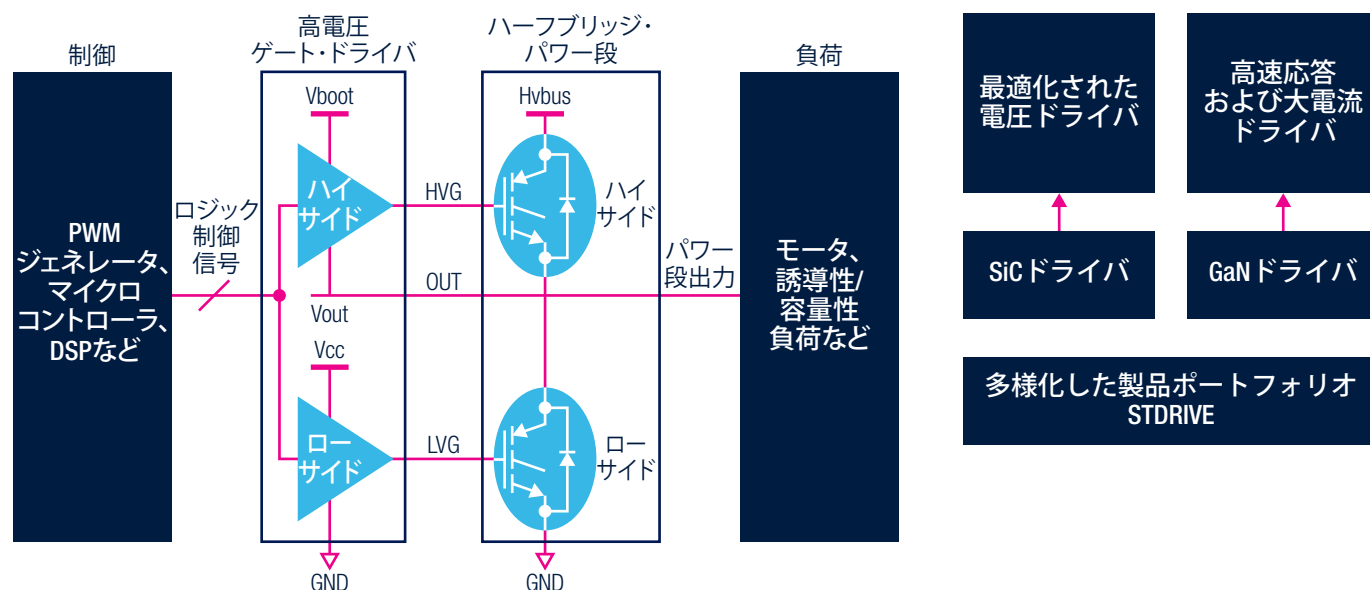 制御
PWM
ジェネレータ、
マイクロ
コントローラ、
DSPなど
ロジック
制御
信号
高電圧
ゲート・ドライバ
Vboot
ハイ
サイド
Vout
Vcc
ロー
サイド
GND
HVG
OUT
LVG
ハーフブリッジ・
パワー段
Hvbus
ハイ
サイド
ロー
サイド
GND
パワー
段出力
負荷
モータ、
誘導性/
容量性
負荷など
最適化された
電圧ドライバ
SiCドライバ
高速応答
および大電流
ドライバ
GaNドライバ
多様化した製品ポートフォリオ
STDRIVE